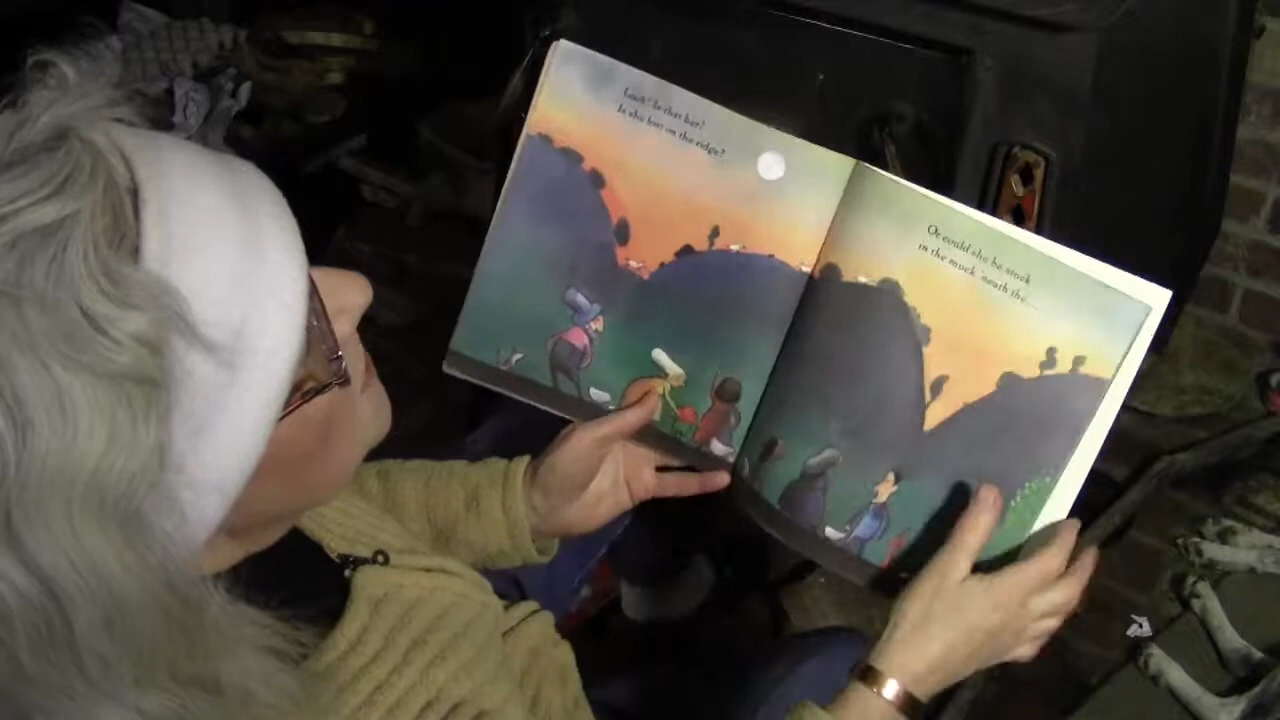 Look! Is that her?
Is she lost on the ridge?
Or could she be stuck
in the muck 'neath the....